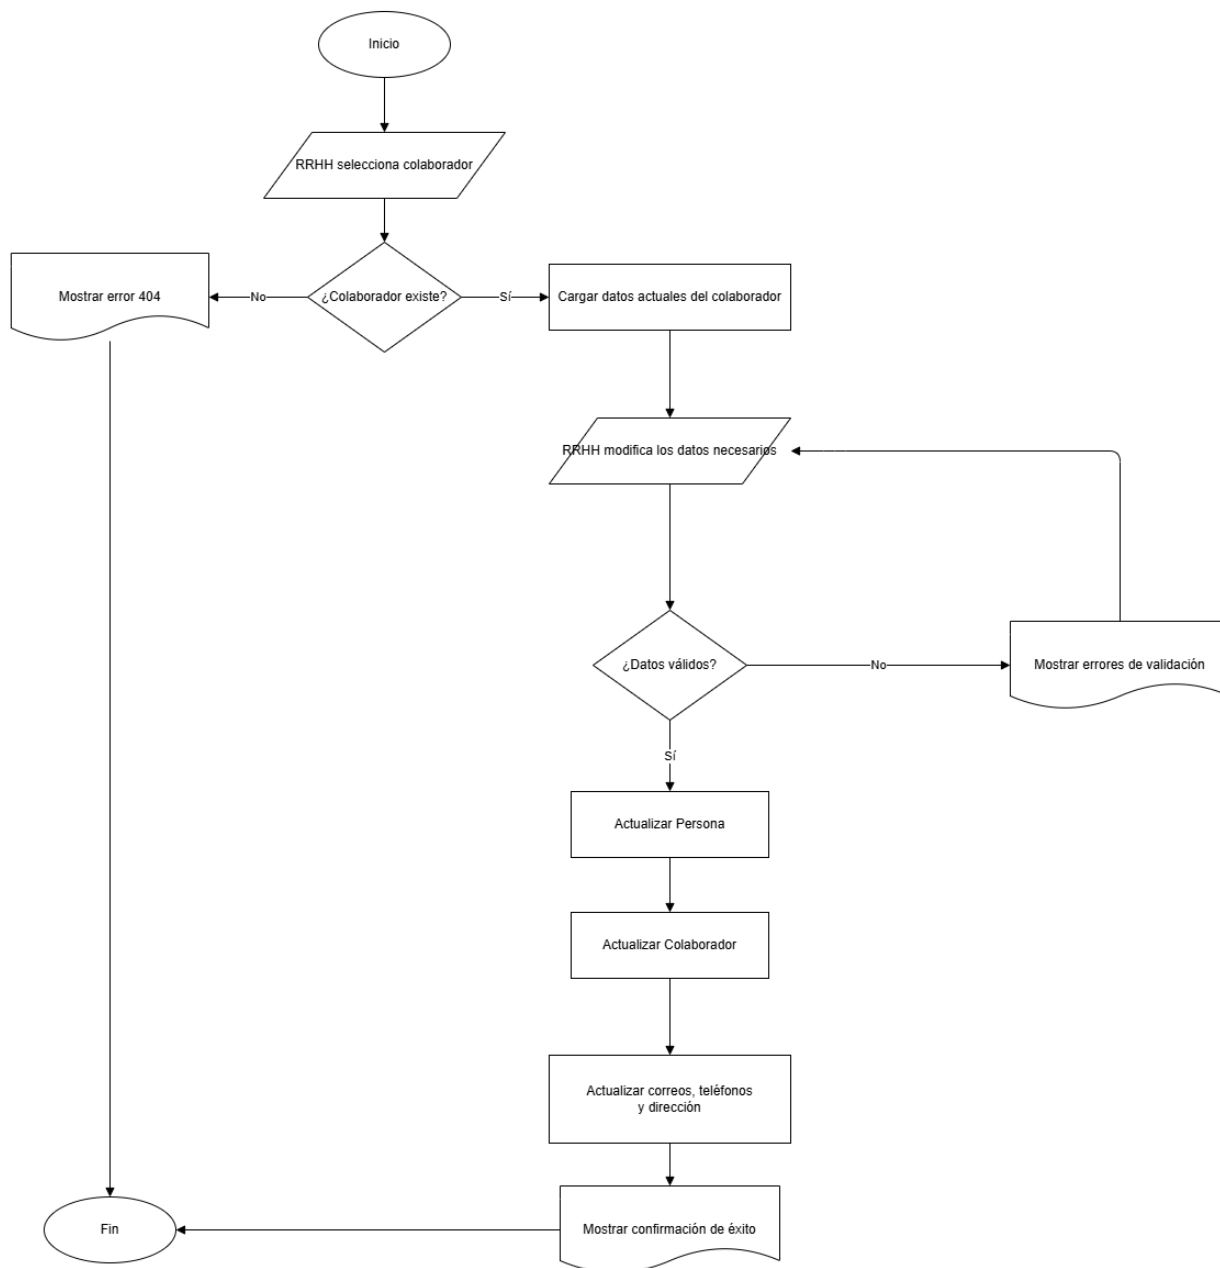 Inicio
RRHH selecciona colaborador
Mostrar error 404
No
¿Colaborador existe?
Sí
Cargar datos actuales del colaborador
RRHH modifica los datos necesarios
¿Datos válidos?
No
Mostrar errores de validación
Sí
Actualizar Persona
Actualizar Colaborador
Actualizar correos, teléfonos
y dirección
Fin
Mostrar confirmación de éxito